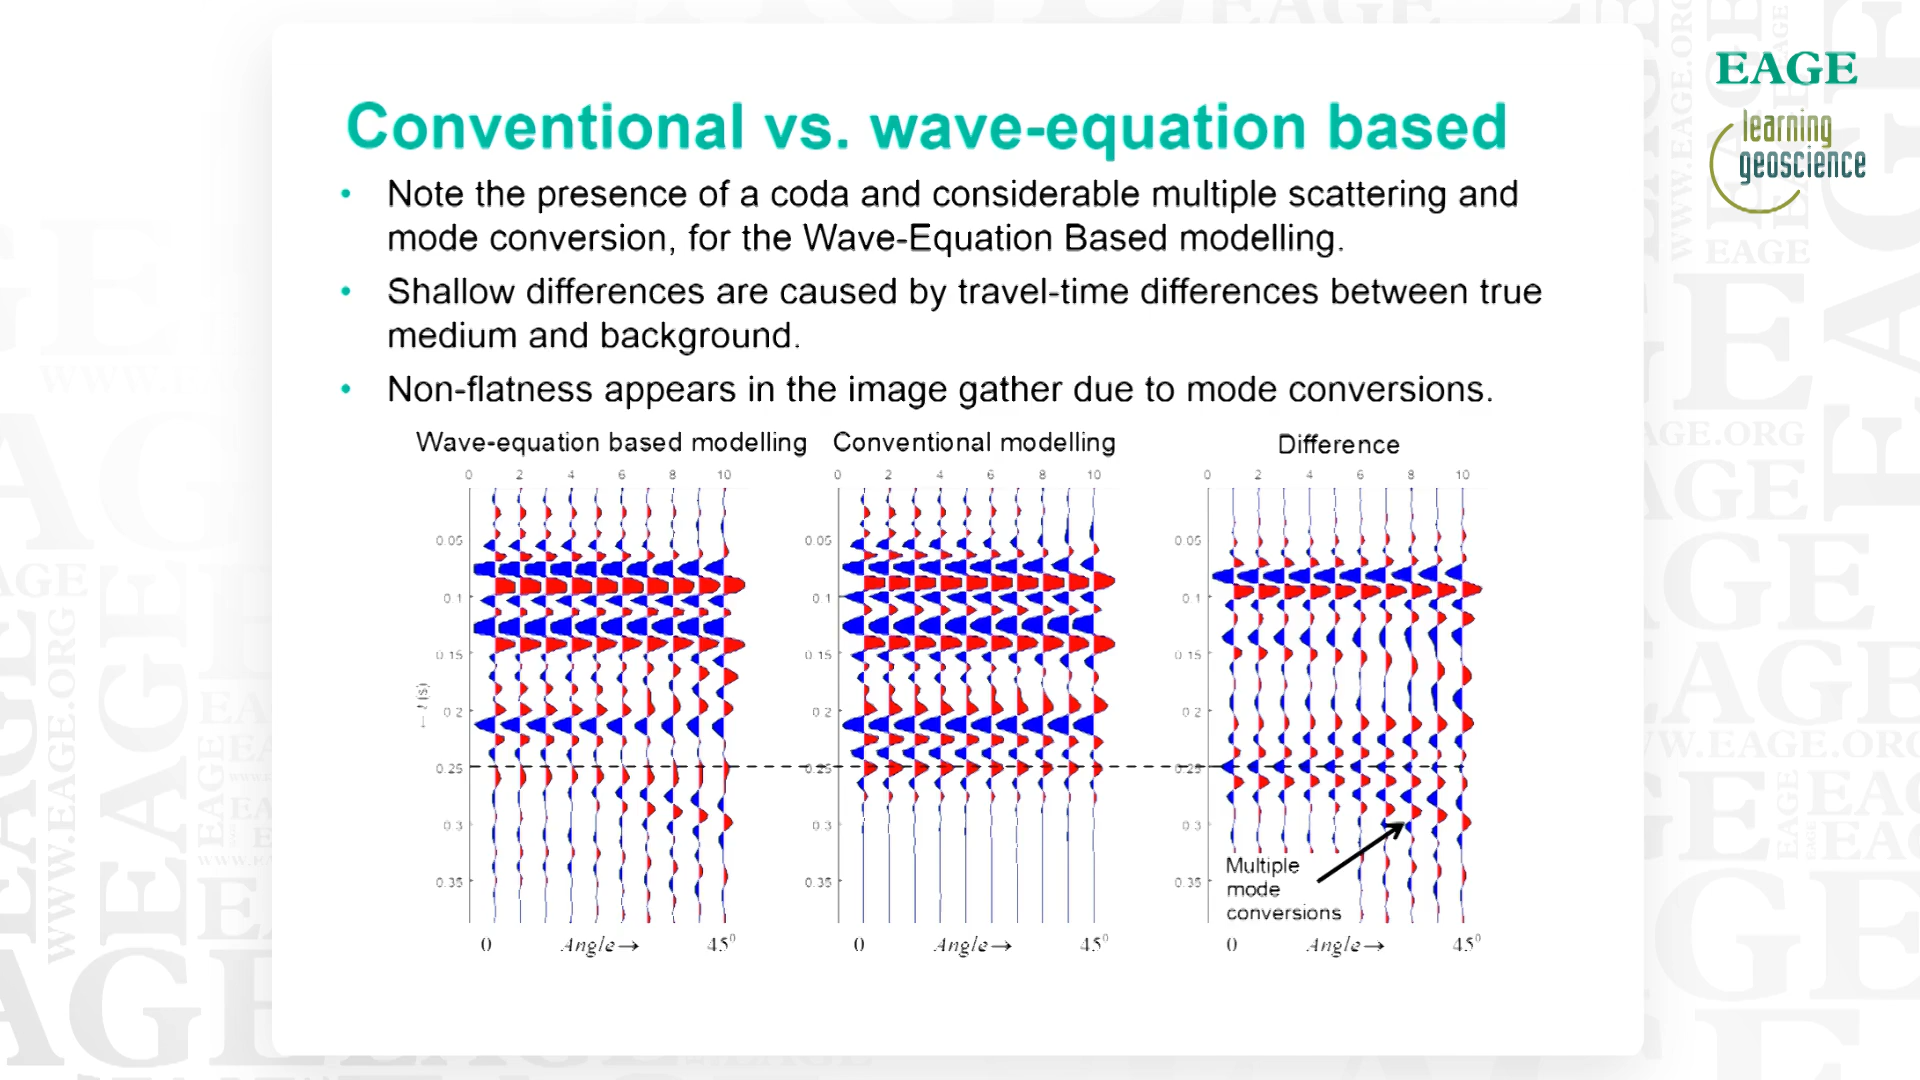 EAGE
learning
geoscience
Conventional vs. wave-equation based
• Note the presence of a coda and considerable multiple scattering and
mode conversion, for the Wave-Equation Based modelling.
• Shallow differences are caused by travel-time differences between true
medium and background.
• Non-flatness appears in the image gather due to mode conversions.
Wave-equation based modelling Conventional modelling Difference
0 2 4 6 8 10 0 2 4 6 8 10 0 2 4 6 8 10
0.05 0.05 0.05
0.1 0.1 0.1
0.15 0.15 0.15
← t (s)
0.2 0.2 0.2
0.25 0.25 0.25
0.3 0.3 0.3
0.35 0.35 0.35
Multiple
mode
conversions
0 Angle→ 45⁰ 0 Angle→ 45⁰ 0 Angle→ 45⁰